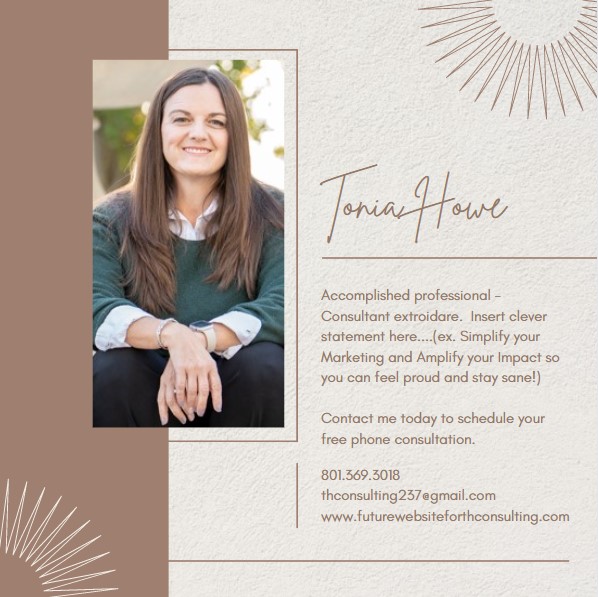 Tonia Howe
Accomplished professional -
Consultant extroidare.  Insert clever
statement here....(ex. Simplify your
Marketing and Amplify your Impact so
you can feel proud and stay sane!)
Contact me today to schedule your
free phone consultation.
801.369.3018
thconsulting237@gmail.com
www.futurewebsiteforthconsulting.com